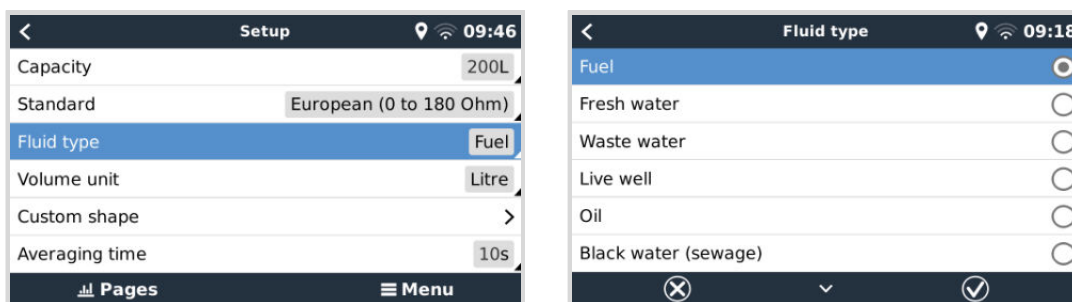 Setup
09:46
Capacity
200L
Standard
European (0 to 180 Ohm)
Fluid type
Fuel
Volume unit
Litre
Custom shape
Averaging time
10s
Pages
Menu
Fluid type
09:18
Fuel
Fresh water
Waste water
Live well
Oil
Black water (sewage)